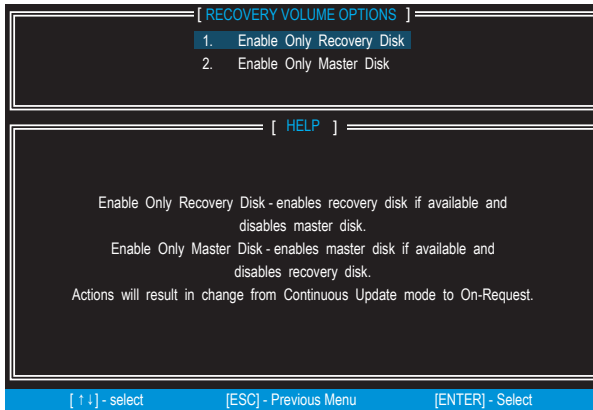 [ RECOVERY VOLUME OPTIONS ]
1. Enable Only Recovery Disk
2. Enable Only Master Disk
[ HELP ]
Enable Only Recovery Disk - enables recovery disk if available and
disables master disk.
Enable Only Master Disk - enables master disk if available and
disables recovery disk.
Actions will result in change from Continuous Update mode to On-Request.
[ ↑↓] - select [ESC] - Previous Menu [ENTER] - Select